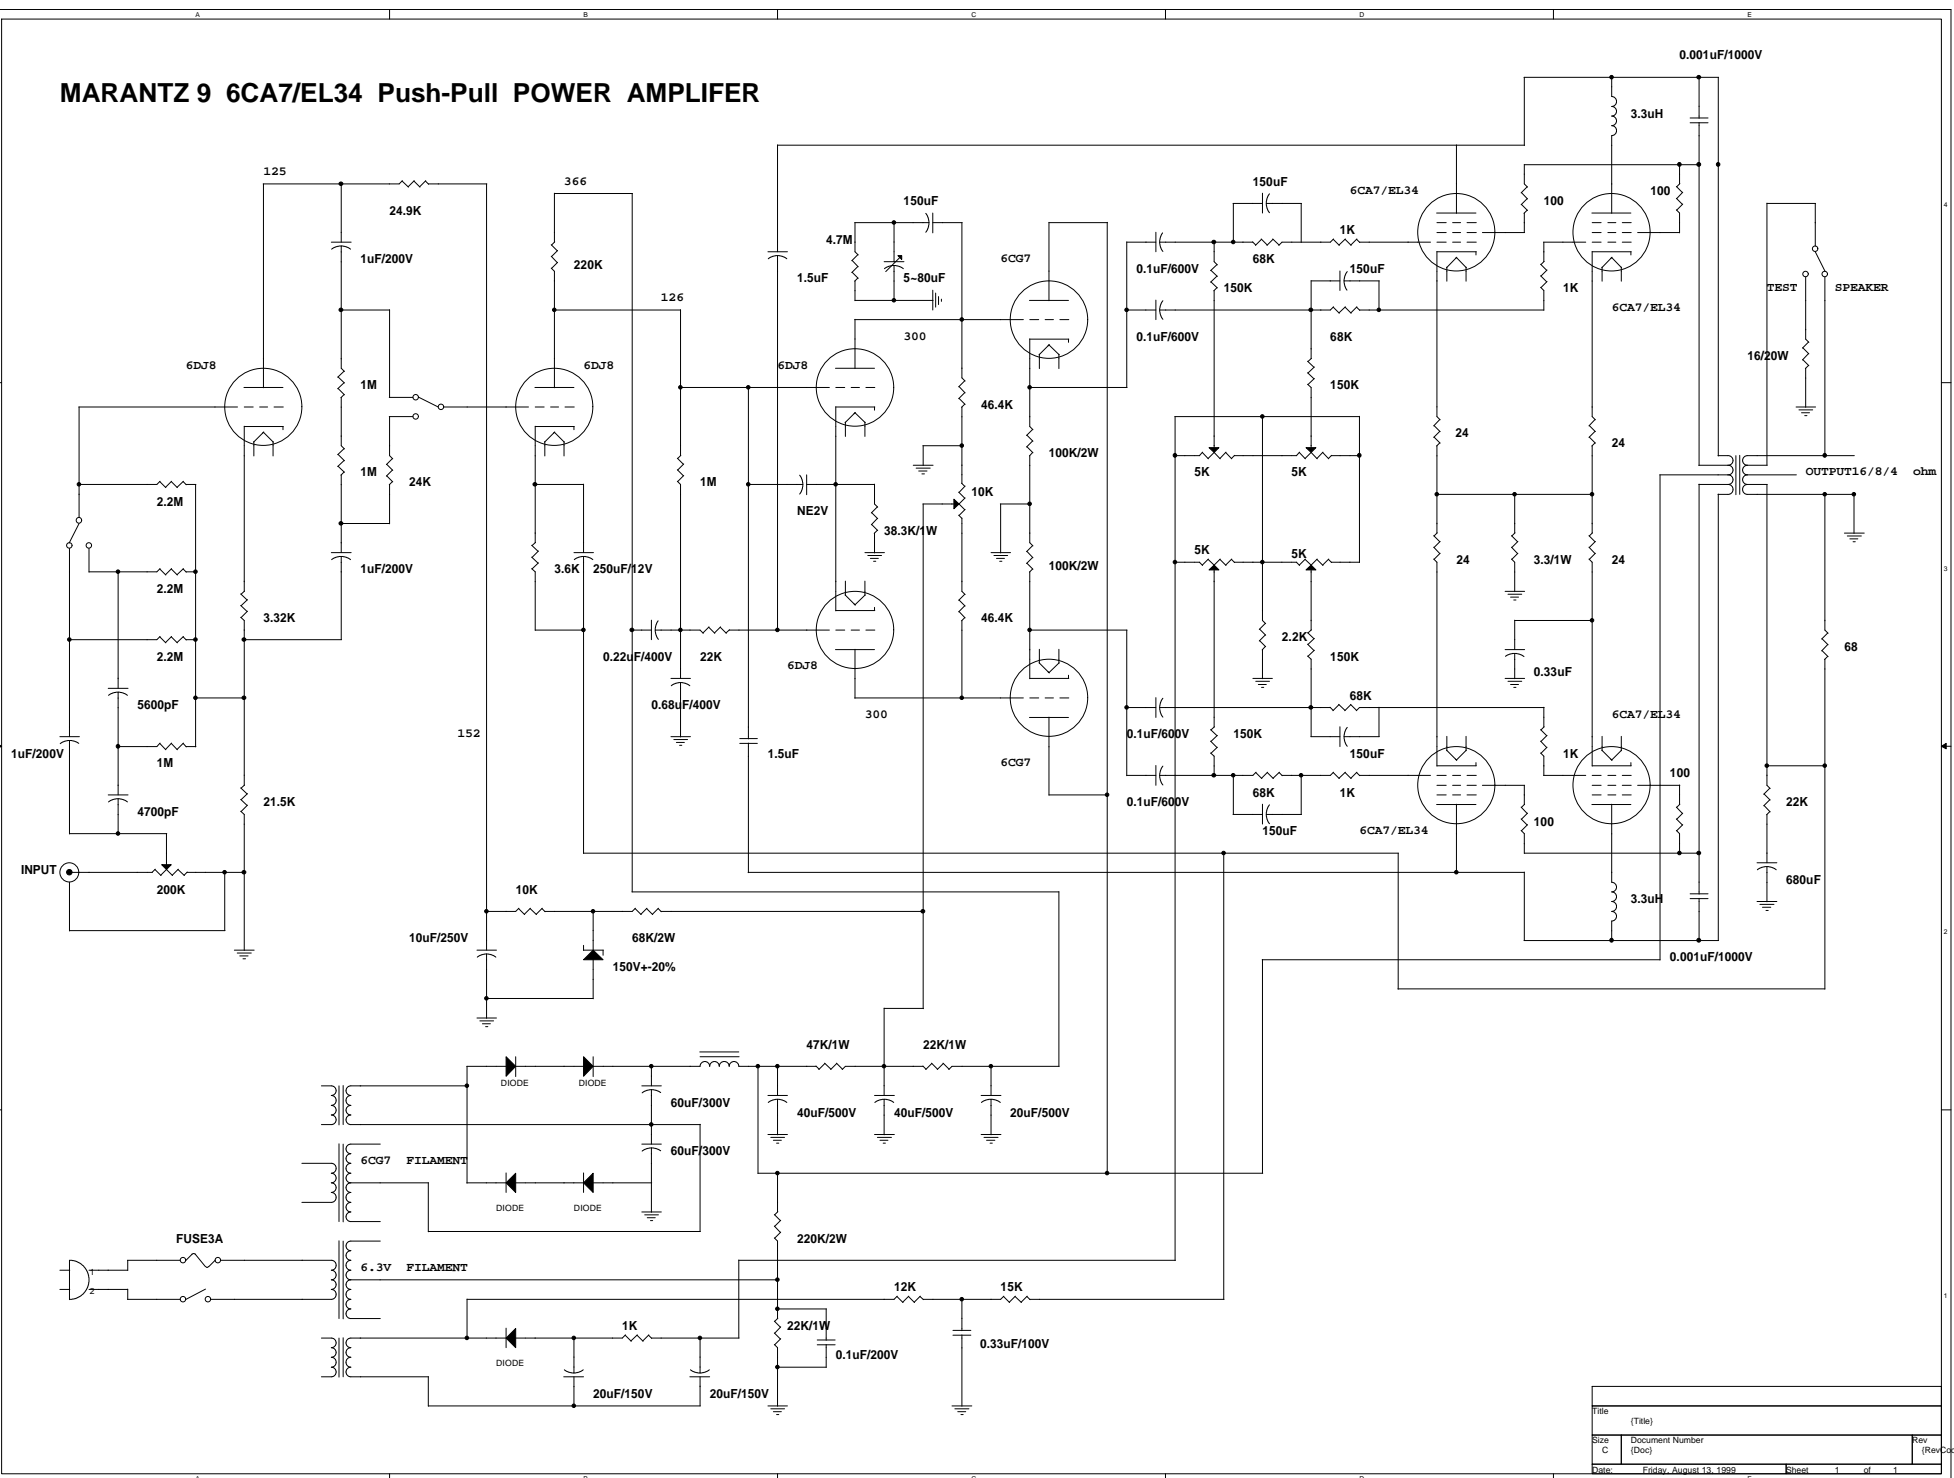 A B C D E
0.001uF/1000V
MARANTZ 9 6CA7/EL34 Push-Pull POWER AMPLIFER
3.3uH
125
366
150uF
150uF
6CA7/EL34
100
100
4
24.9K
4.7M
1K
1uF/200V
220K
1.5uF
5~80uF
6CG7
0.1uF/600V
68K
150uF
150K
1K
TEST
SPEAKER
126
6CA7/EL34
300
0.1uF/600V
68K
16/20W
6DJ8
6DJ8
6DJ8
1M
150K
46.4K
24
24
100K/2W
1M
24K
1M
10K
5K
5K
OUTPUT16/8/4 ohm
2.2M
NE2V
38.3K/1W
5K
5K
3.6K
250uF/12V
1uF/200V
100K/2W
24
3.3/1W
24
3
2.2M
3.32K
46.4K
2.2K
2.2M
0.22uF/400V
22K
6DJ8
150K
0.33uF
68
5600pF
0.68uF/400V
300
68K
6CA7/EL34
152
0.1uF/600V
150K
1uF/200V
1M
1.5uF
6CG7
150uF
1K
100
4700pF
21.5K
0.1uF/600V
68K
1K
22K
150uF
6CA7/EL34
100
INPUT
200K
10K
680uF
3.3uH
10uF/250V
68K/2W
2
150V+-20%
0.001uF/1000V
47K/1W
22K/1W
DIODE
DIODE
60uF/300V
40uF/500V
40uF/500V
20uF/500V
6CG7 FILAMENT
60uF/300V
DIODE
DIODE
FUSE3A
220K/2W
6.3V FILAMENT
1
2
12K
15K
1
1K
22K/1W
0.33uF/100V
0.1uF/200V
DIODE
20uF/150V
20uF/150V
Title
{Title}
Size
Document Number
Rev
C
{Doc}
Date:
Friday, August 13, 1999
Sheet
1
of
1